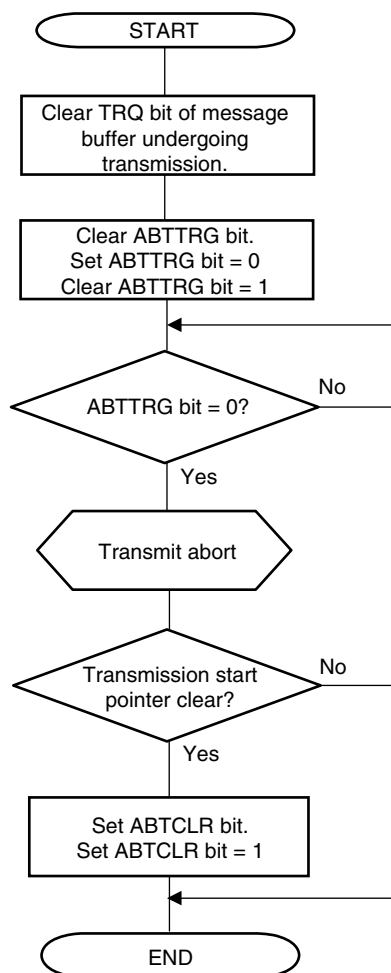 START
Clear TRQ bit of message
buffer undergoing
transmission.
Clear ABTTRG bit.
Set ABTTRG bit = 0
Clear ABTTRG bit = 1
ABTTRG bit = 0?
No
Yes
Transmit abort
Transmission start
pointer clear?
No
Yes
Set ABTCLR bit.
Set ABTCLR bit = 1
END